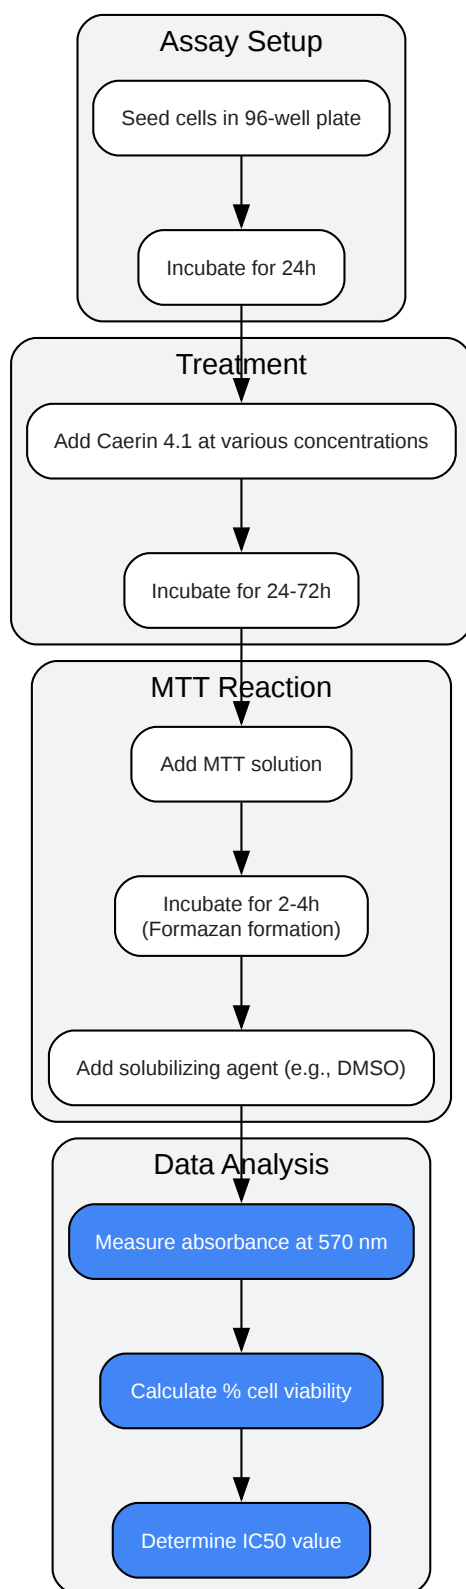 Assay Setup
Seed cells in 96-well plate
Incubate for 24h
Treatment
Add Caerin 4.1 at various concentrations
Incubate for 24-72h
MTT Reaction
Add MTT solution
Incubate for 2-4h
(Formazan formation)
Add solubilizing agent (e.g., DMSO)
Data Analysis
Measure absorbance at 570 nm
Calculate % cell viability
Determine IC50 value